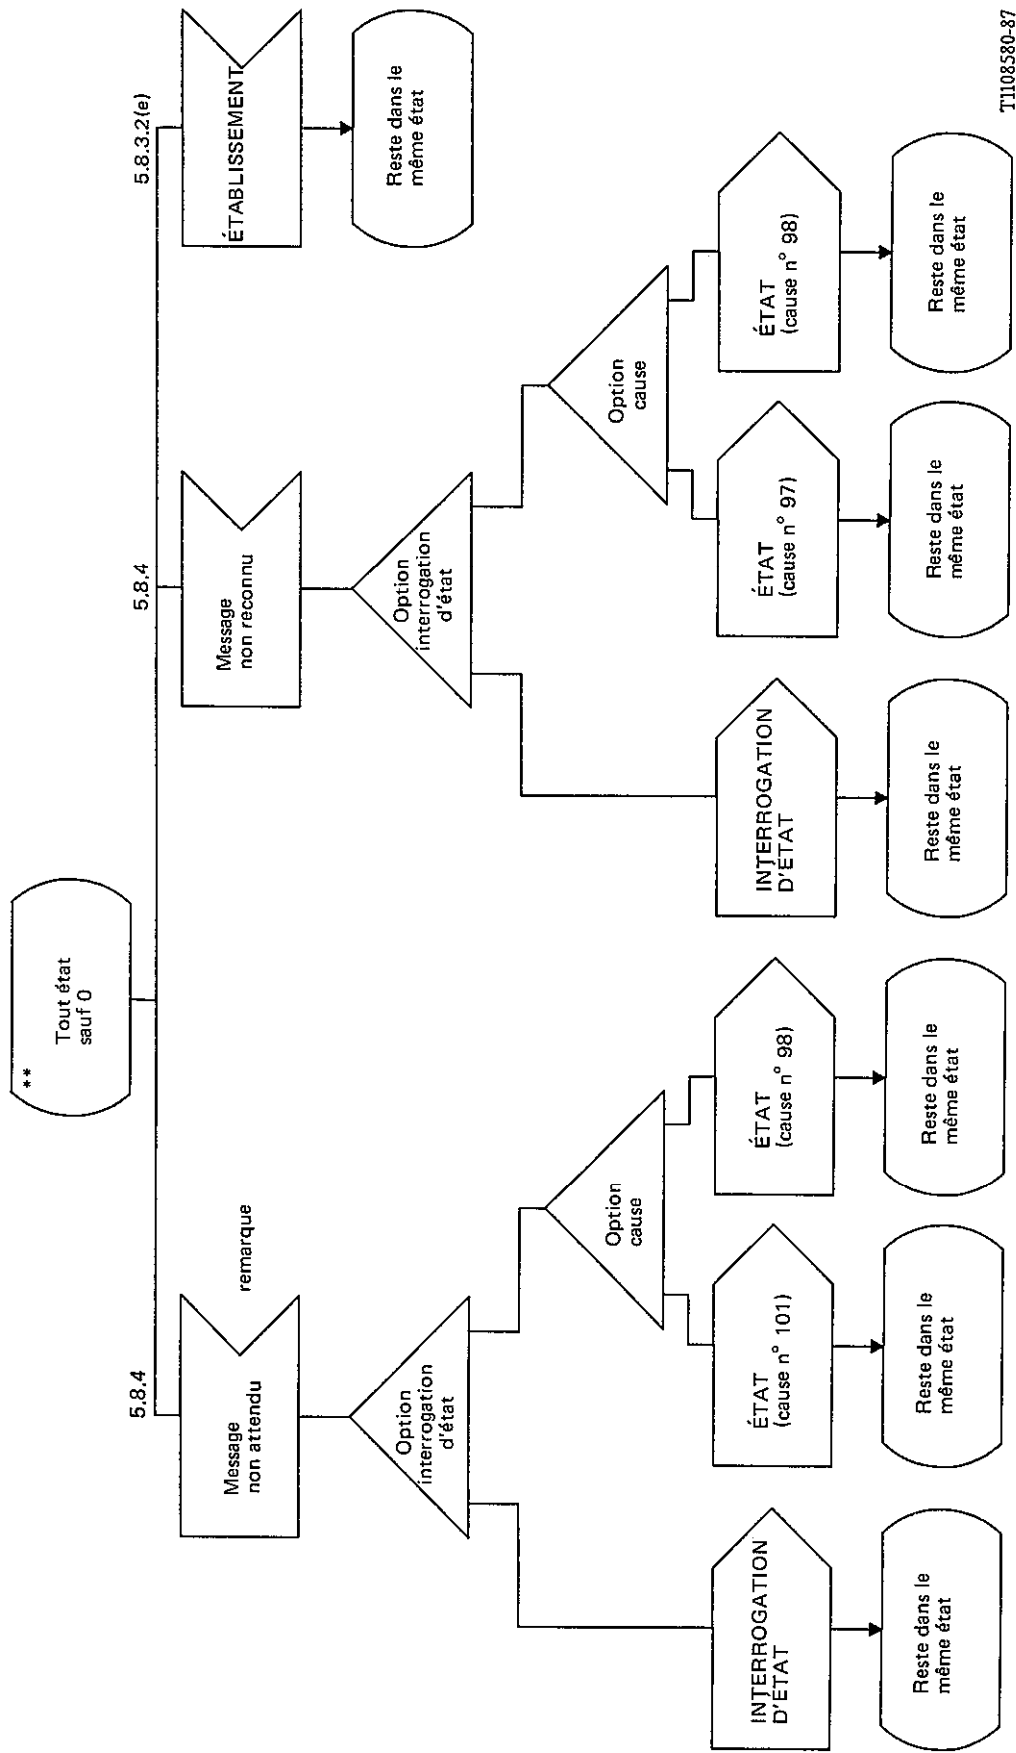 **
Tout état
sauf 0
5.8.4
5.8.4
5.8.3.2(e)
Message
non attendu
remarque
Message
non reconnu
ÉTABLISSEMENT
Option
interrogation
d'état
Option
interrogation
d'état
Reste dans le
même état
Option
cause
Option
cause
INTERROGATION
D'ÉTAT
ÉTAT
(cause n° 101)
ÉTAT
(cause n° 98)
INTERROGATION
D'ÉTAT
ÉTAT
(cause n° 97)
ÉTAT
(cause n° 98)
Reste dans le
même état
Reste dans le
même état
Reste dans le
même état
Reste dans le
même état
Reste dans le
même état
Reste dans le
même état
T1108580-87